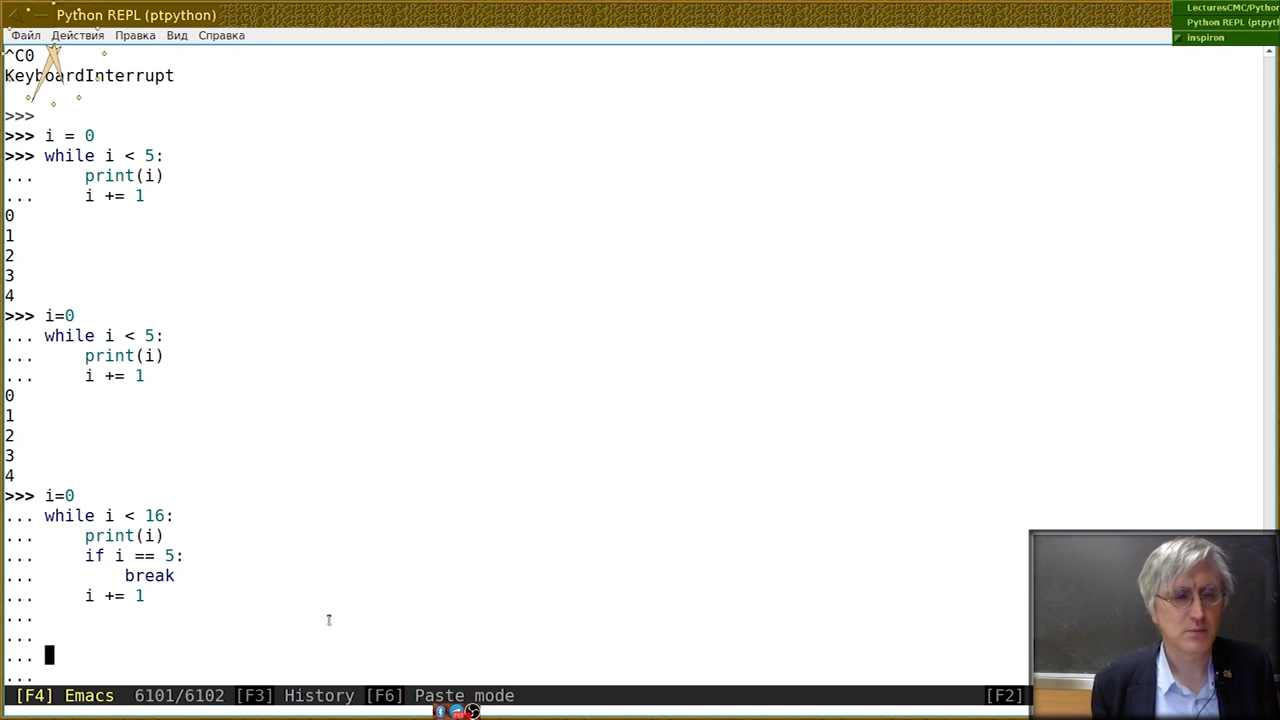 Python REPL (ptpython)
LecturesCMC/Python
Python REPL (ptpy
inspiron
Файл Действия Правка Вид Справка
^C0
KeyboardInterrupt
>>>
>>> i = 0
>>> while i < 5:
...     print(i)
...     i += 1
0
1
2
3
4
>>> i=0
... while i < 5:
...     print(i)
...     i += 1
0
1
2
3
4
>>> i=0
... while i < 16:
...     print(i)
...     if i == 5:
...         break
...     i += 1
...
...
...
...
[F4] Emacs 6101/6102 [F3] History [F6] Paste mode [F2]